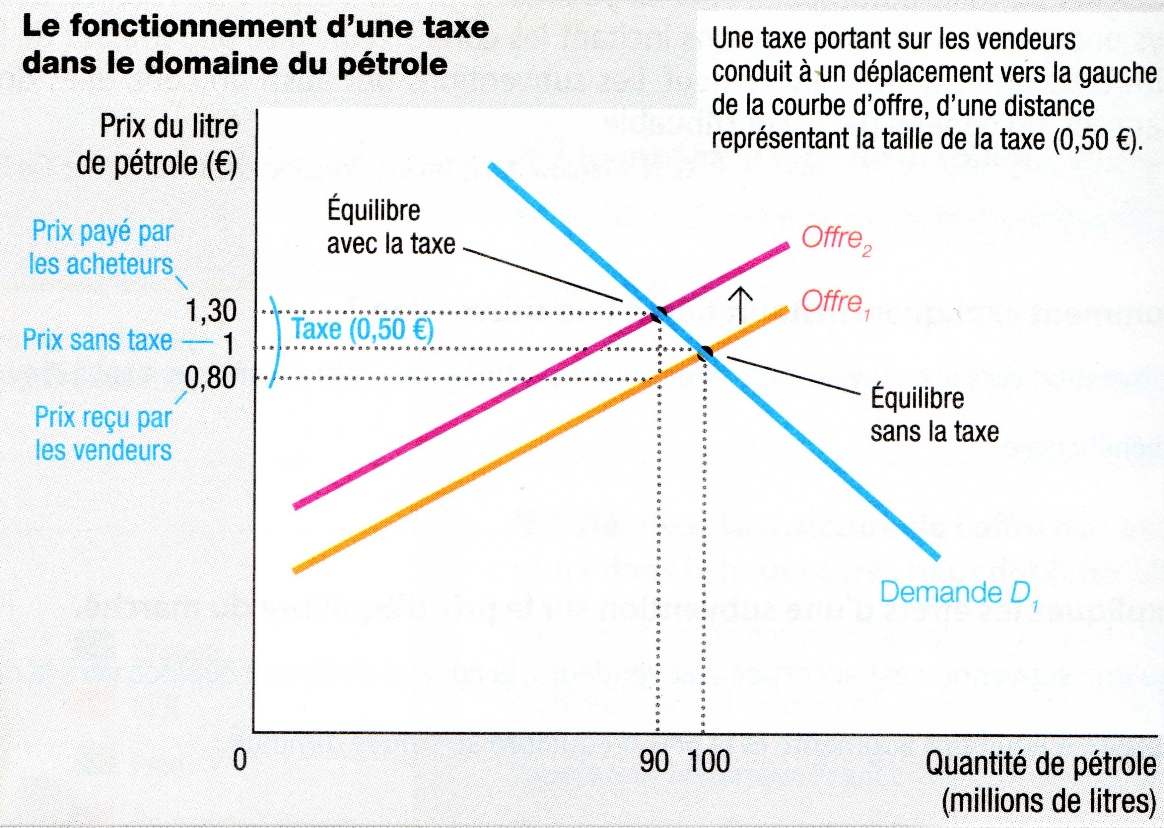 Le fonctionnement d'une taxe
dans le domaine du pétrole
Une taxe portant sur les vendeurs
conduit à un déplacement vers la gauche
de la courbe d'offre, d'une distance
représentant la taille de la taxe (0,50 €).
Prix du litre
de pétrole (€)
Équilibre
avec la taxe
Prix payé par
les acheteurs
Offre2
Offre1
1,30
Taxe (0,50 €)
Prix sans taxe
1
0,80
Prix reçu par
les vendeurs
Équilibre
sans la taxe
Demande D1
0
90
100
Quantité de pétrole
(millions de litres)